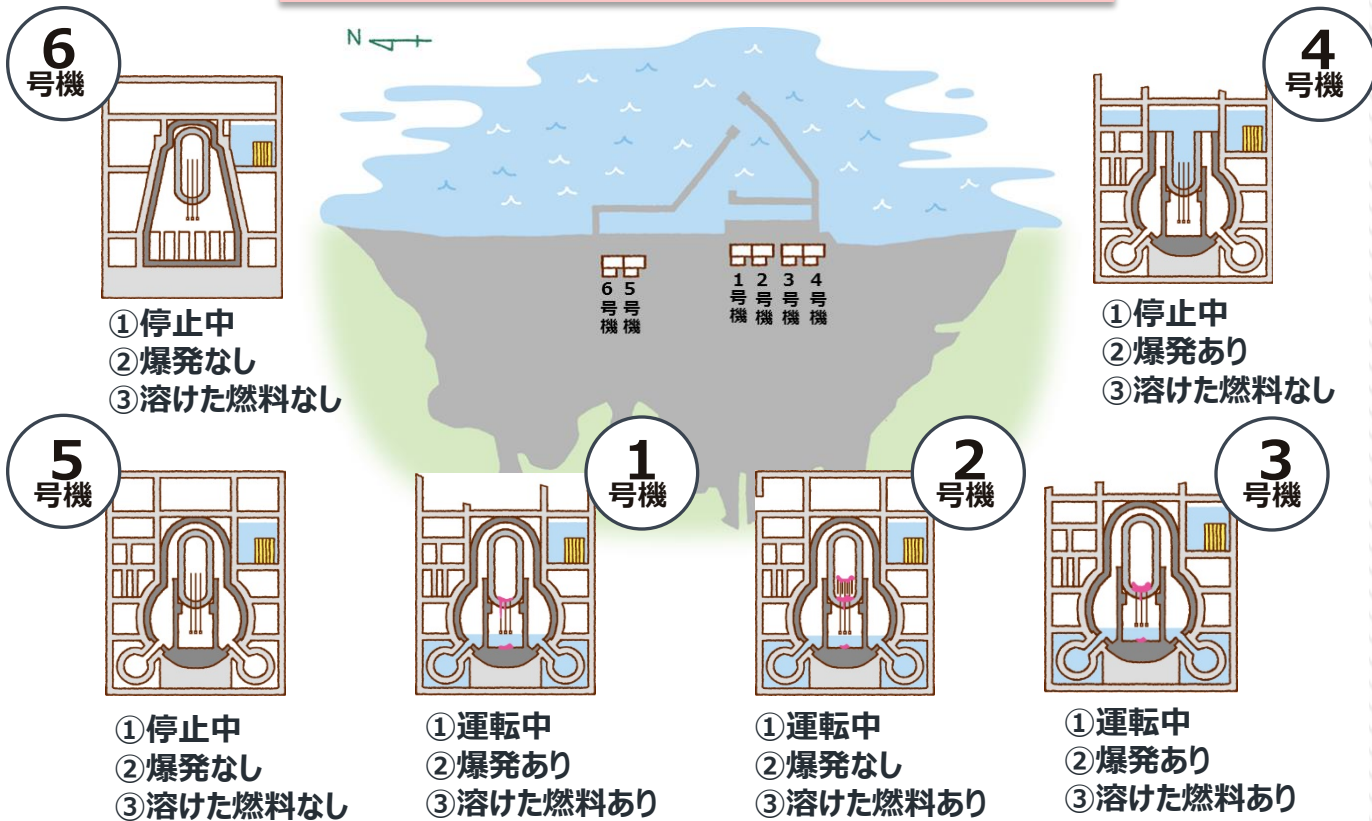 6
号機
①停止中
②爆発なし
③溶けた燃料なし
N
6号機
5号機
1号機
2号機
3号機
4号機
4
号機
①停止中
②爆発あり
③溶けた燃料なし
5
号機
①停止中
②爆発なし
③溶けた燃料なし
1
号機
①運転中
②爆発あり
③溶けた燃料あり
2
号機
①運転中
②爆発なし
③溶けた燃料あり
3
号機
①運転中
②爆発あり
③溶けた燃料あり